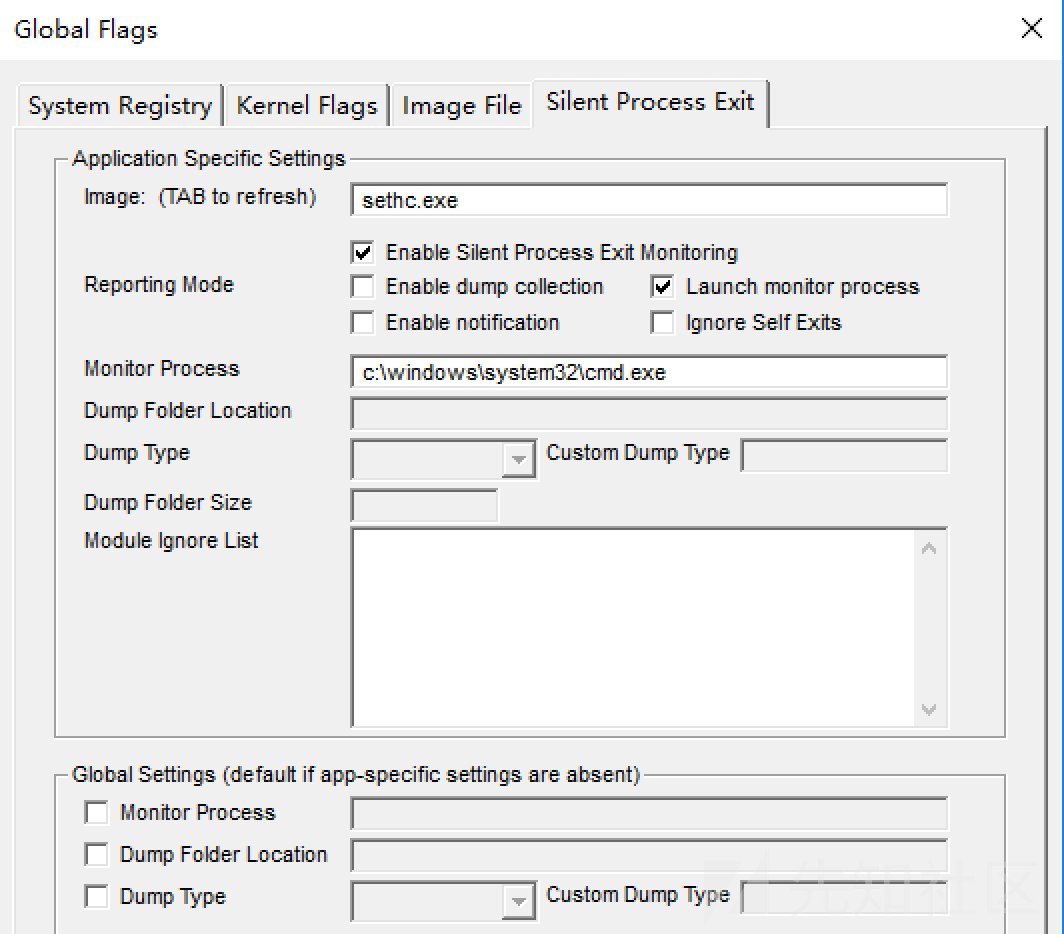 Global Flags
System Registry Kernel Flags Image File Silent Process Exit
Application Specific Settings
Image: (TAB to refresh) sethc.exe
Enable Silent Process Exit Monitoring
Reporting Mode Enable dump collection Launch monitor process
Enable notification Ignore Self Exits
Monitor Process c:\windows\system32\cmd.exe
Dump Folder Location
Dump Type Custom Dump Type
Dump Folder Size
Module Ignore List
Global Settings (default if app-specific settings are absent)
Monitor Process
Dump Folder Location
Dump Type Custom Dump Type
先知社区